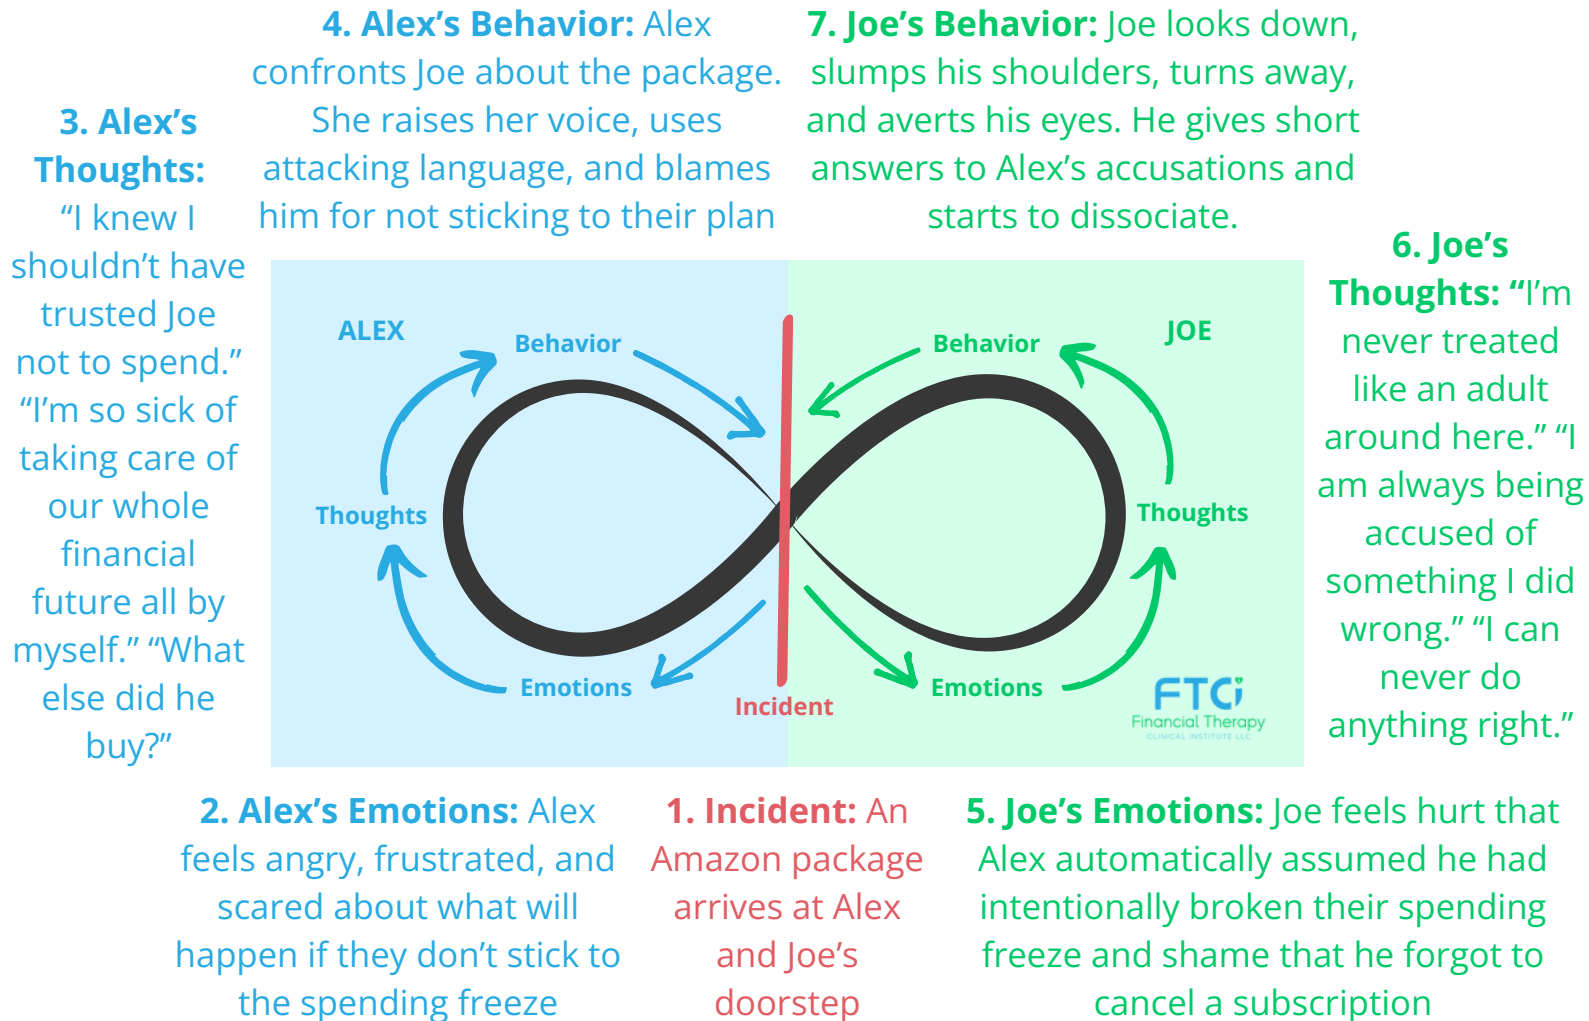 4. Alex’s Behavior: Alex
confronts Joe about the package.
She raises her voice, uses
attacking language, and blames
him for not sticking to their plan
7. Joe’s Behavior: Joe looks down,
slumps his shoulders, turns away,
and averts his eyes. He gives short
answers to Alex’s accusations and
starts to dissociate.
3. Alex’s
Thoughts:
“I knew I
shouldn’t have
trusted Joe
not to spend.”
“I’m so sick of
taking care of
our whole
financial
future all by
myself.” “What
else did he
buy?”
6. Joe’s
Thoughts: “I’m
never treated
like an adult
around here.” “I
am always being
accused of
something I did
wrong.” “I can
never do
anything right.”
ALEX
Behavior
Behavior
JOE
Thoughts
Thoughts
Emotions
Emotions
Incident
FTCi
Financial Therapy
CLINICAL INSTITUTE LLC
2. Alex’s Emotions: Alex
feels angry, frustrated, and
scared about what will
happen if they don’t stick to
the spending freeze
1. Incident: An
Amazon package
arrives at Alex
and Joe’s
doorstep
5. Joe’s Emotions: Joe feels hurt that
Alex automatically assumed he had
intentionally broken their spending
freeze and shame that he forgot to
cancel a subscription